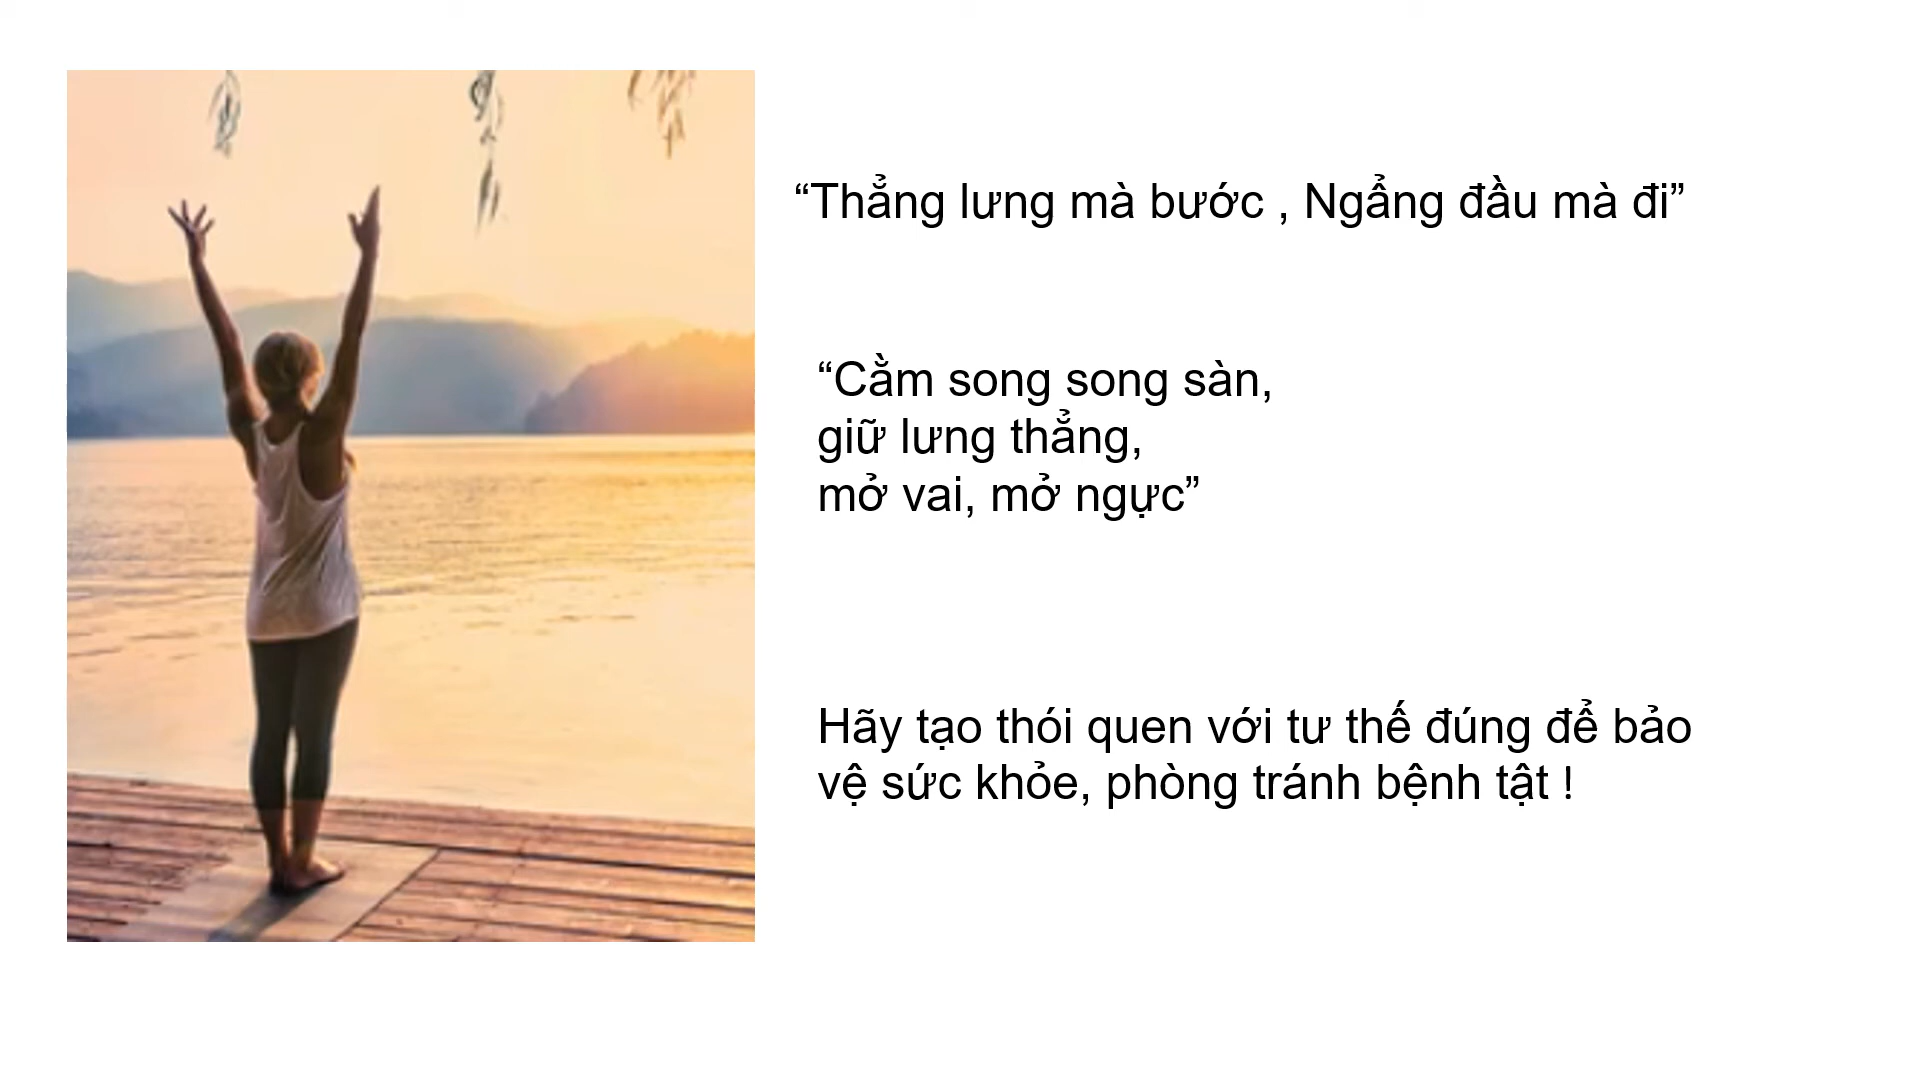 “Thẳng lưng mà bước , Ngẩng đầu mà đi”
“Cằm song song sàn,
giữ lưng thẳng,
mở vai, mở ngực”
Hãy tạo thói quen với tư thế đúng để bảo
vệ sức khỏe, phòng tránh bệnh tật !